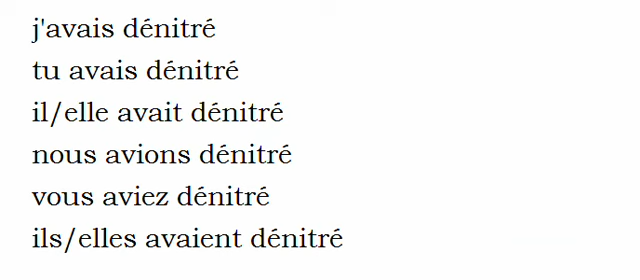 j'avais dénitré
tu avais dénitré
il/elle avait dénitré
nous avions dénitré
vous aviez dénitré
ils/elles avaient dénitré